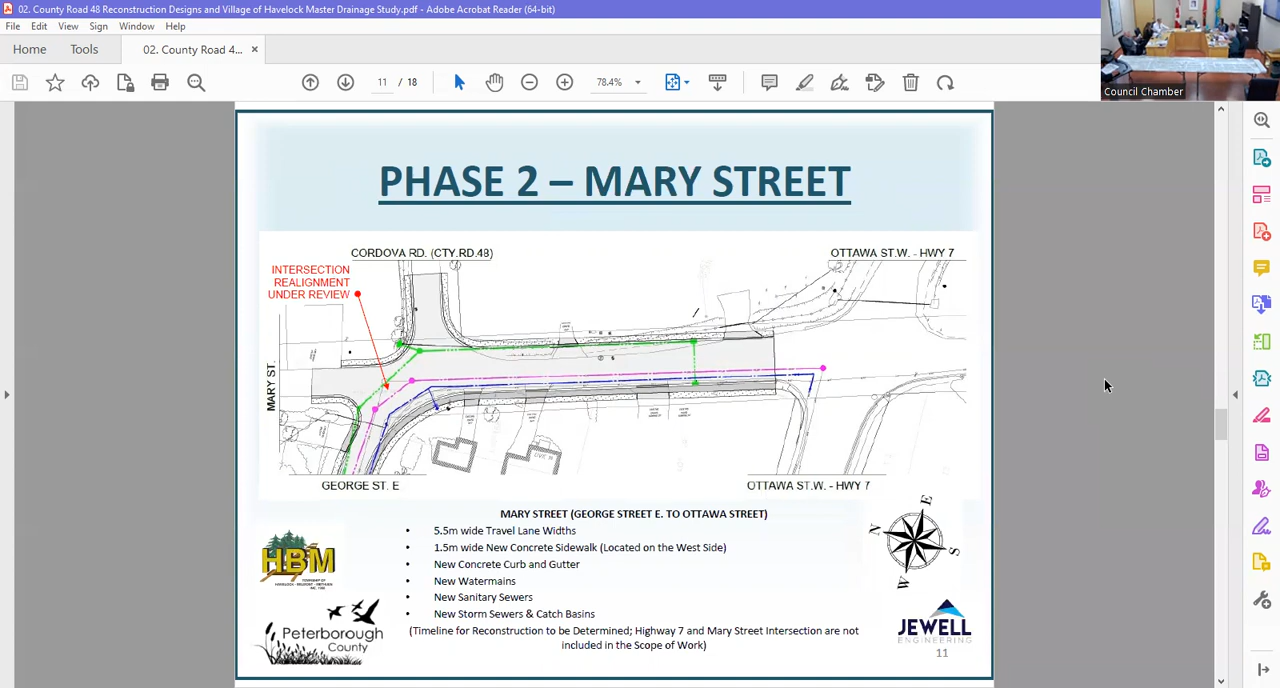 02. County Road 48 Reconstruction Designs and Village of Havelock Master Drainage Study.pdf - Adobe Acrobat Reader (64-bit)
File Edit View Sign Window Help
Home Tools 02. County Road 4... ×
11 / 18 78.4%
Council Chamber
PHASE 2 – MARY STREET
CORDOVA RD. (CTY.RD.48)
OTTAWA ST.W. - HWY 7
INTERSECTION
REALIGNMENT
UNDER REVIEW
MARY ST.
GEORGE ST. E
OTTAWA ST.W. - HWY 7
MARY STREET (GEORGE STREET E. TO OTTAWA STREET)
• 5.5m wide Travel Lane Widths
• 1.5m wide New Concrete Sidewalk (Located on the West Side)
• New Concrete Curb and Gutter
• New Watermains
• New Sanitary Sewers
• New Storm Sewers & Catch Basins
(Timeline for Reconstruction to be Determined; Highway 7 and Mary Street Intersection are not
included in the Scope of Work)
N E S W
HBM
TOWNSHIP OF
HAVELOCK-BELMONT-METHUEN
Peterborough
County
JEWELL
ENGINEERING
11